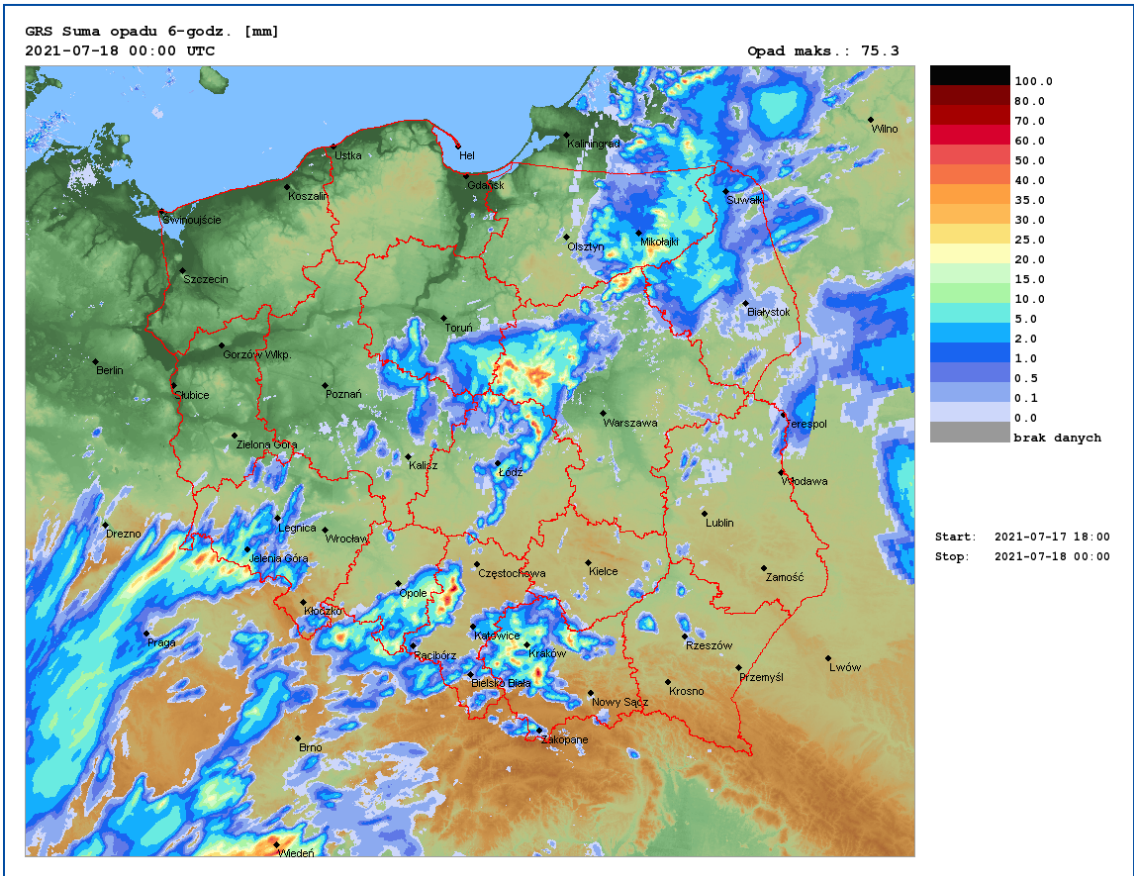 GRS Suma opadu 6-godz. [mm]
2021-07-18 00:00 UTC
Opad maks.: 75.3
100.0
80.0
70.0
60.0
50.0
40.0
35.0
30.0
25.0
20.0
15.0
10.0
5.0
2.0
1.0
0.5
0.1
0.0
brak danych
Start: 2021-07-17 18:00
Stop: 2021-07-18 00:00
Wilno
Kaliningrad
Ustka
Hel
Gdańsk
Koszalin
Suwałki
Świnoujście
Olsztyn
Mikołajki
Szczecin
Białystok
Toruń
Gorzów Wlkp.
Berlin
Słubice
Poznań
Warszawa
Terespol
Zielona Góra
Kalisz
Łódź
Włodawa
Legnica
Drezno
Wrocław
Lublin
Jelenia Góra
Częstochowa
Kielce
Zamość
Opole
Kłoczko
Praga
Katowice
Racibórz
Kraków
Rzeszów
Lwów
Przemyśl
Bielsko Biała
Krosno
Nowy Sącz
Zakopane
Brno
Wiedeń